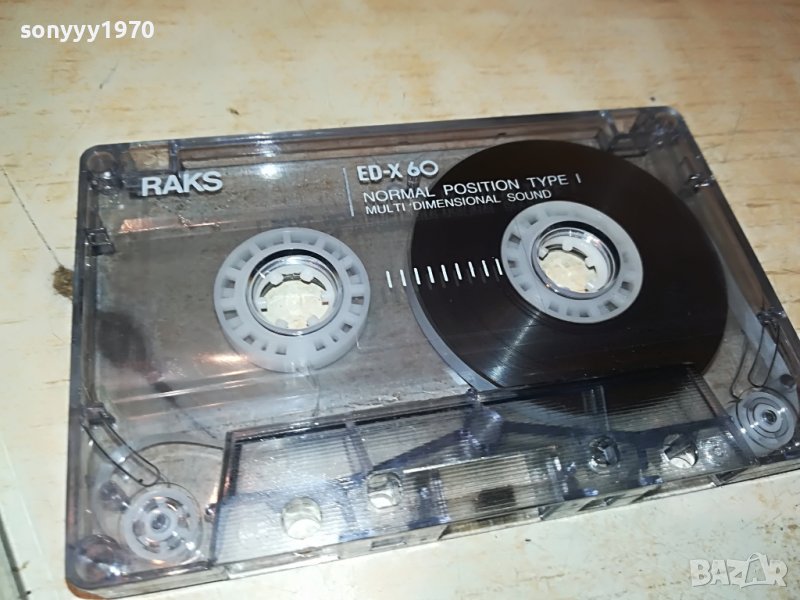 sonyyy1970
RAKS
ED-X 60
NORMAL POSITION TYPE I
MULTI DIMENSIONAL SOUND
BAZAR